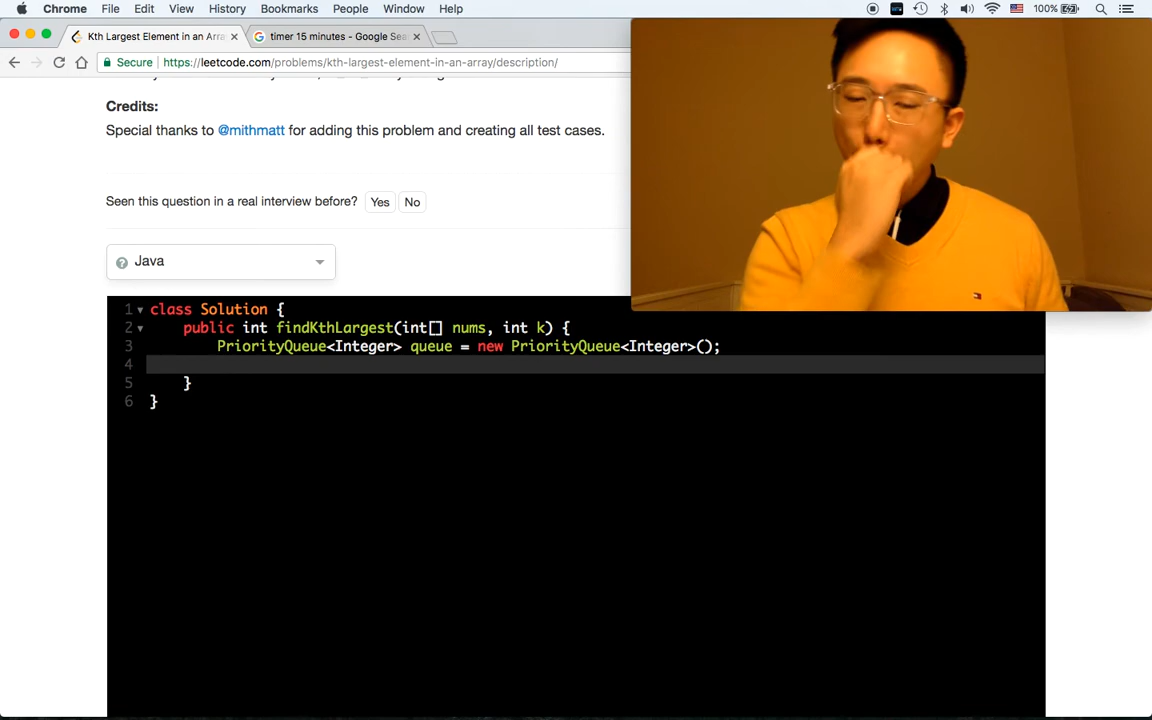 Chrome File Edit View History Bookmarks People Window Help 100%
Kth Largest Element in an Arra
timer 15 minutes - Google Sea
Secure https://leetcode.com/problems/kth-largest-element-in-an-array/description/
Credits:
Special thanks to @mithmatt for adding this problem and creating all test cases.
Seen this question in a real interview before? Yes No
? Java
1 class Solution {
2 public int findKthLargest(int[] nums, int k) {
3 PriorityQueue<Integer> queue = new PriorityQueue<Integer>();
4
5 }
6 }